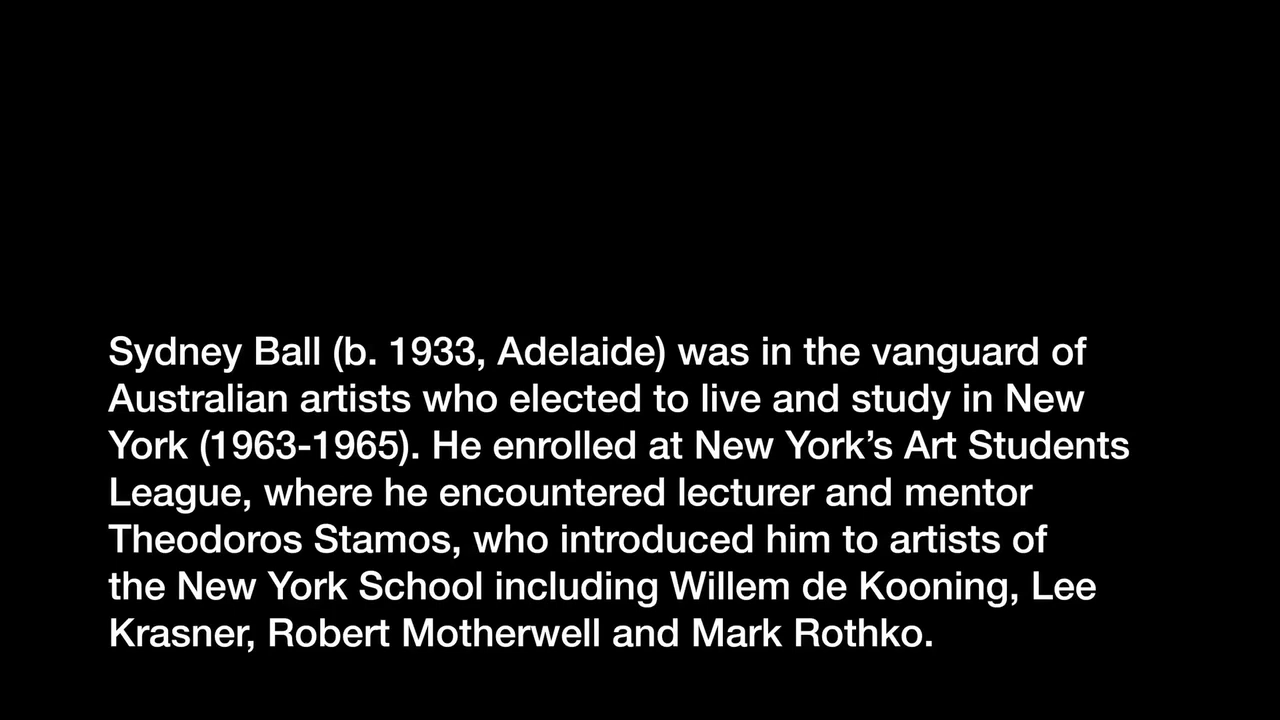 Sydney Ball (b. 1933, Adelaide) was in the vanguard of
Australian artists who elected to live and study in New
York (1963-1965). He enrolled at New York’s Art Students
League, where he encountered lecturer and mentor
Theodoros Stamos, who introduced him to artists of
the New York School including Willem de Kooning, Lee
Krasner, Robert Motherwell and Mark Rothko.